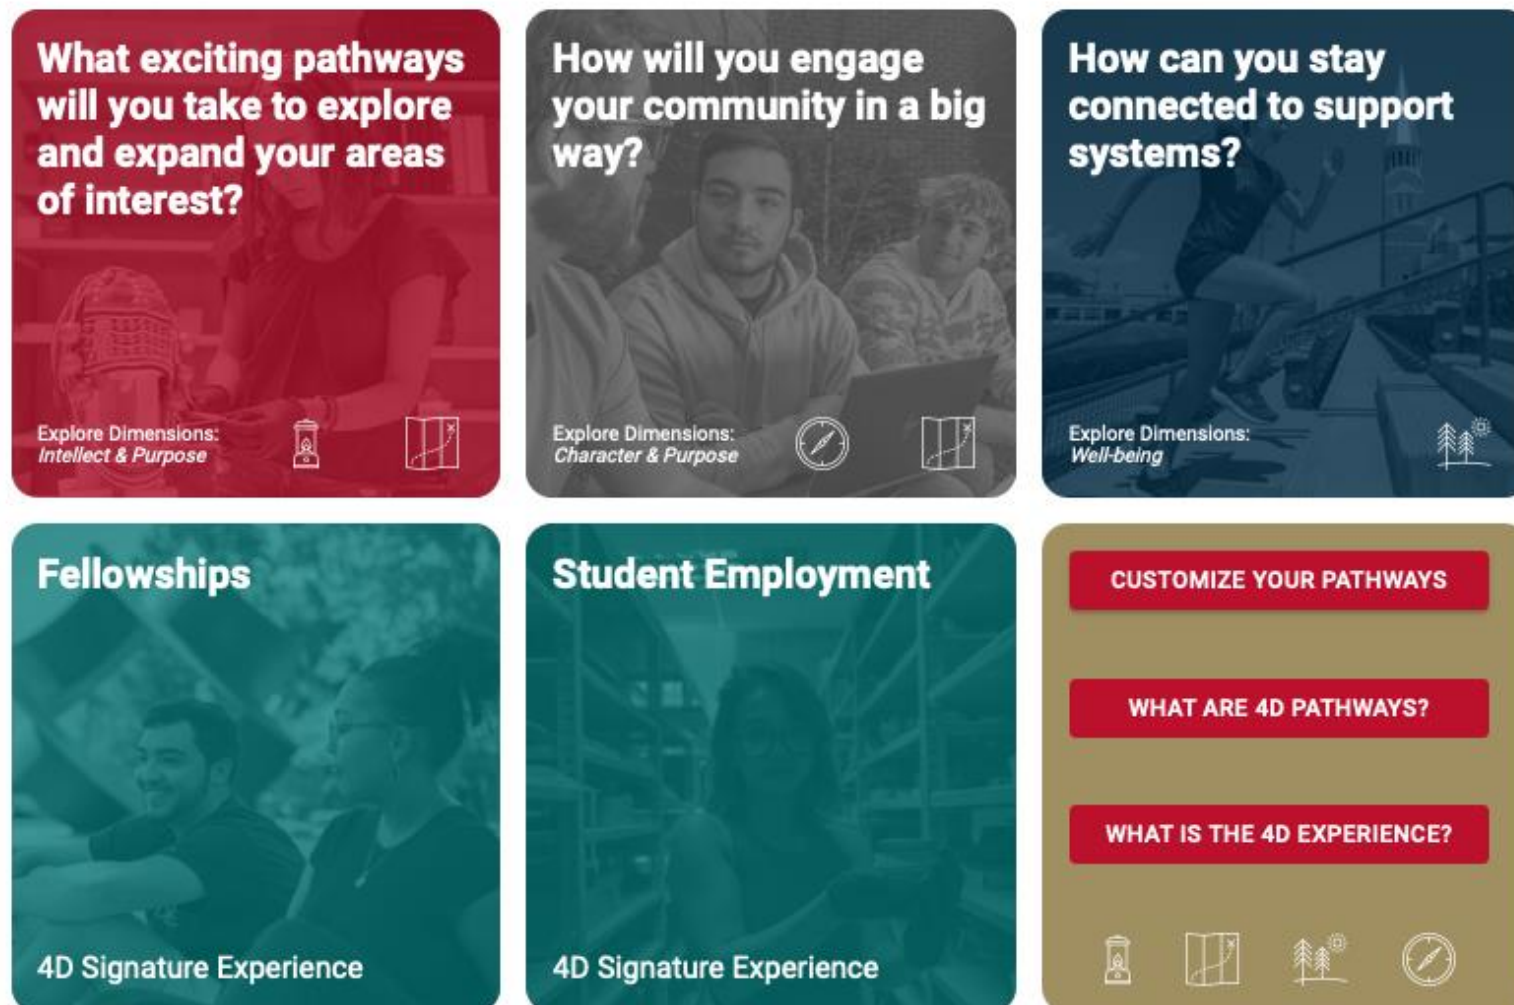 What exciting pathways
will you take to explore
and expand your areas
of interest?
Explore Dimensions:
Intellect & Purpose
How will you engage
your community in a big
way?
Explore Dimensions:
Character & Purpose
How can you stay
connected to support
systems?
Explore Dimensions:
Well-being
Fellowships
4D Signature Experience
Student Employment
4D Signature Experience
CUSTOMIZE YOUR PATHWAYS
WHAT ARE 4D PATHWAYS?
WHAT IS THE 4D EXPERIENCE?